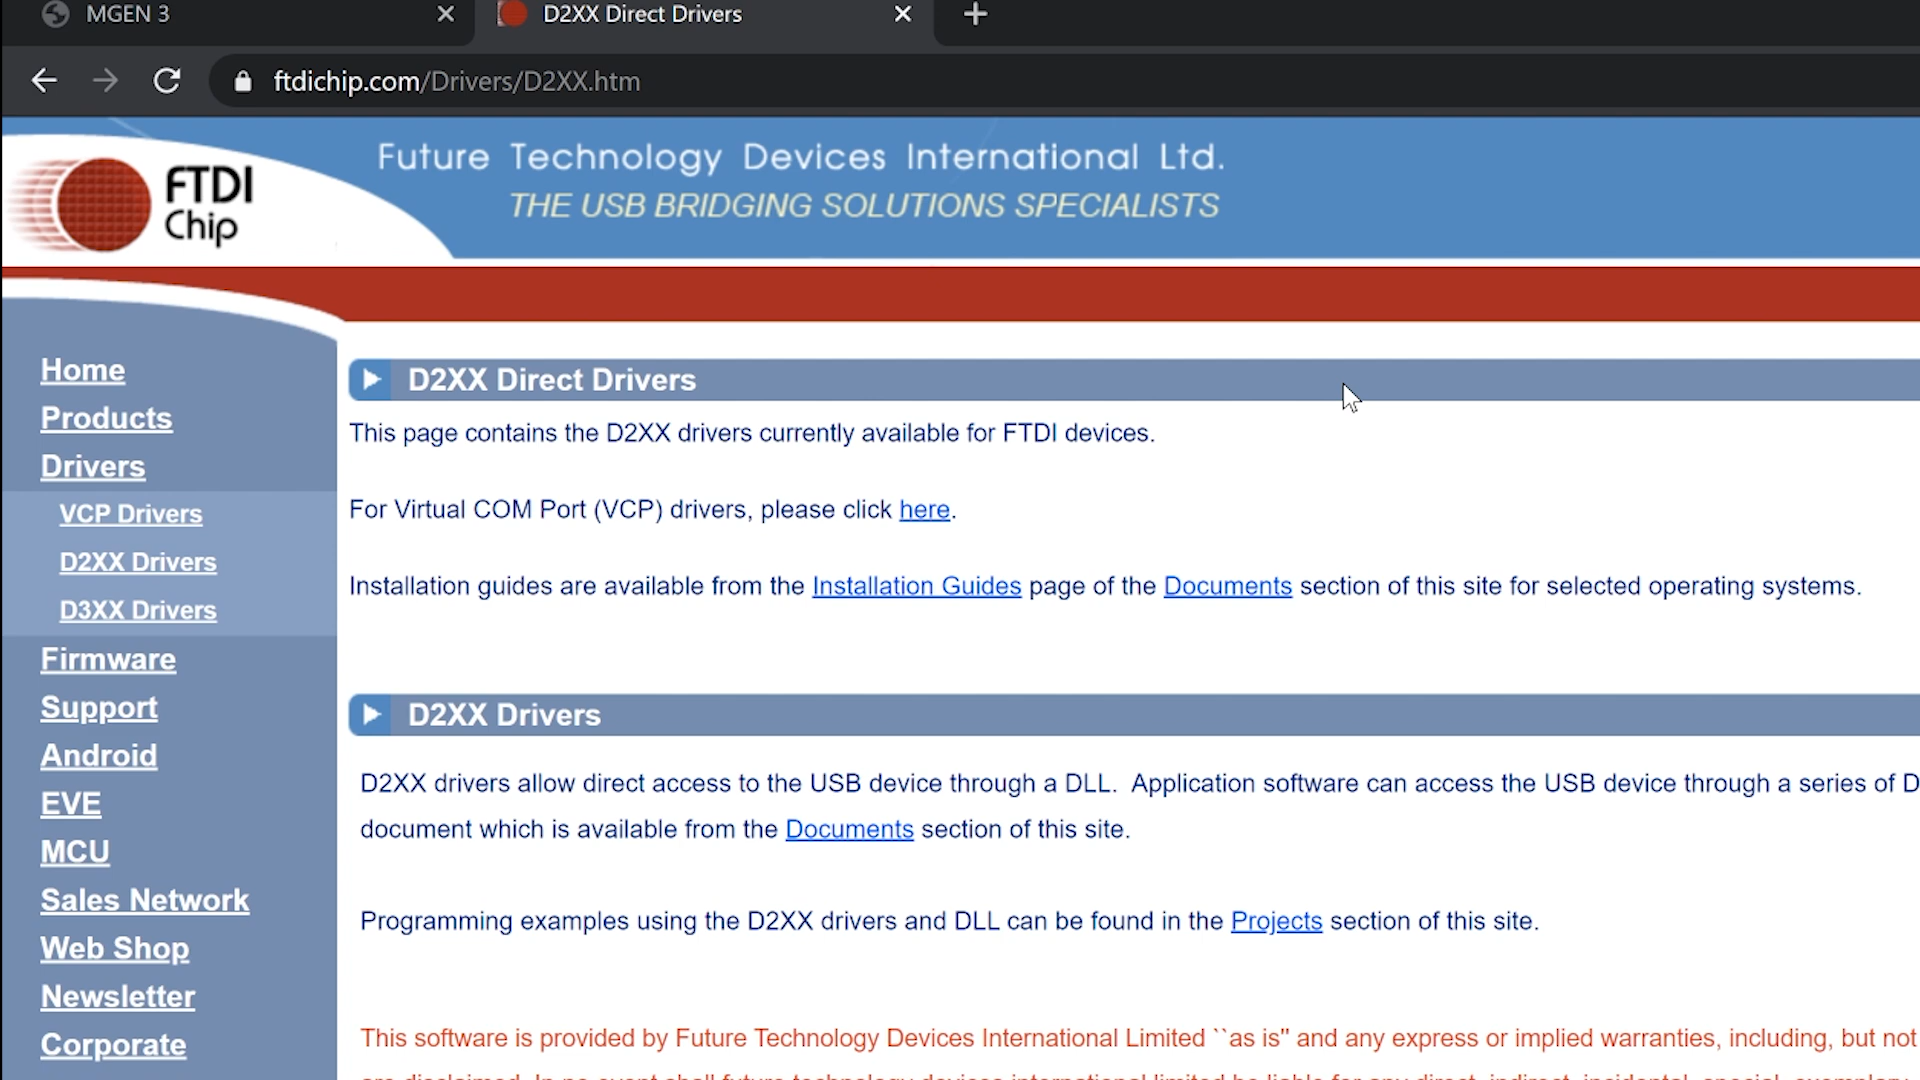 MGEN 3
D2XX Direct Drivers
ftdichip.com/Drivers/D2XX.htm
FTDI
Chip
Future Technology Devices International Ltd.
THE USB BRIDGING SOLUTIONS SPECIALISTS
Home
Products
Drivers
VCP Drivers
D2XX Drivers
D3XX Drivers
Firmware
Support
Android
EVE
MCU
Sales Network
Web Shop
Newsletter
Corporate
D2XX Direct Drivers
This page contains the D2XX drivers currently available for FTDI devices.
For Virtual COM Port (VCP) drivers, please click here.
Installation guides are available from the Installation Guides page of the Documents section of this site for selected operating systems.
D2XX Drivers
D2XX drivers allow direct access to the USB device through a DLL. Application software can access the USB device through a series of D
document which is available from the Documents section of this site.
Programming examples using the D2XX drivers and DLL can be found in the Projects section of this site.
This software is provided by Future Technology Devices International Limited ``as is'' and any express or implied warranties, including, but not